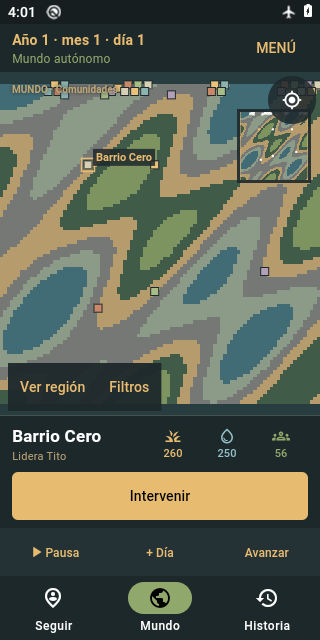 4:01
Año 1 · mes 1 · día 1
Mundo autónomo
MENÚ
MUNDO · Comunidades
Barrio Cero
Ver región
Filtros
Barrio Cero
Lidera Tito
260
250
56
Intervenir
Pausa
+ Día
Avanzar
Seguir
Mundo
Historia